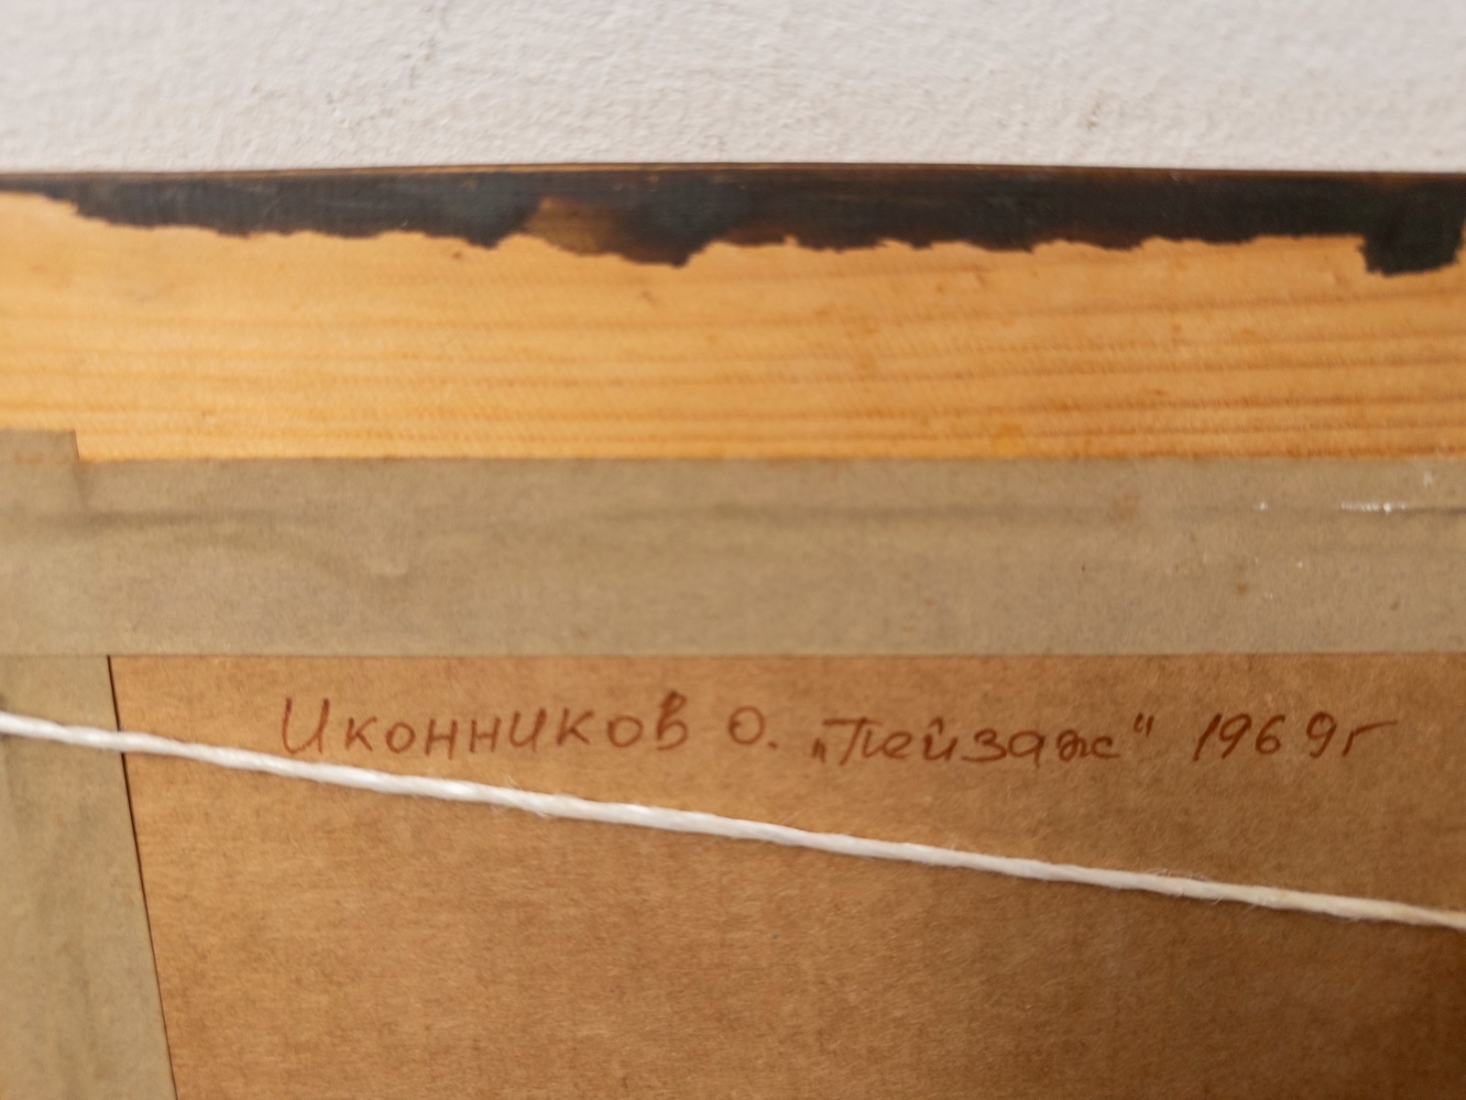 Иконников О. „Пейзаж" 1969г